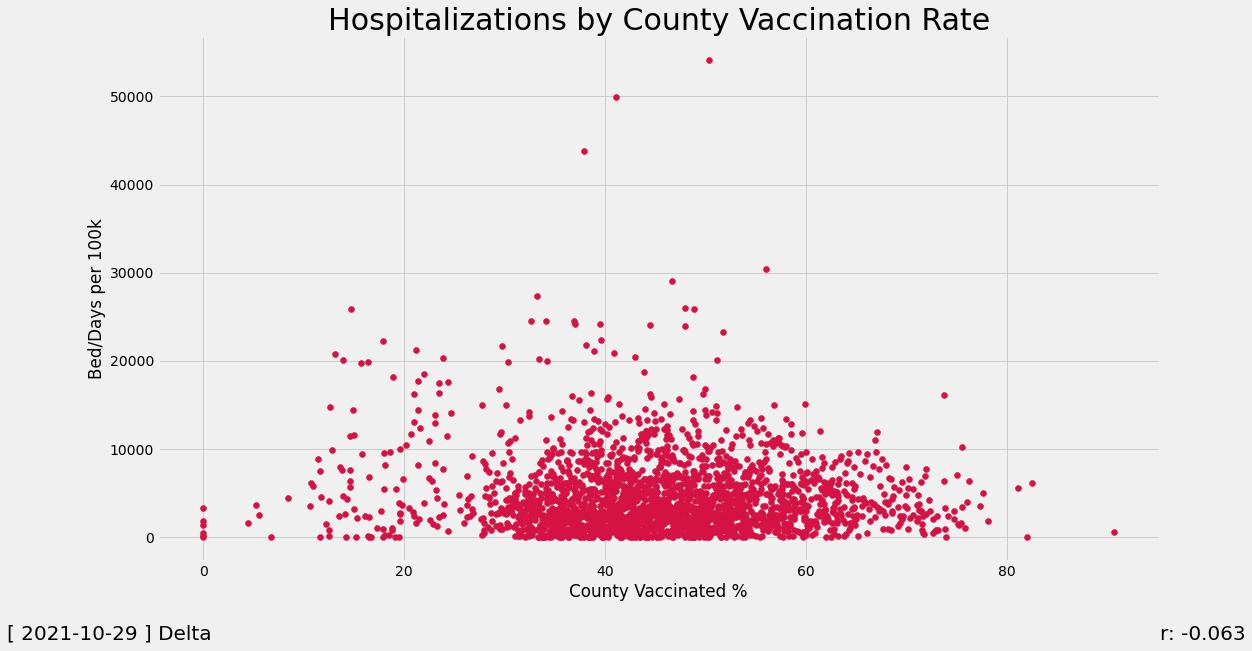 Hospitalizations by County Vaccination Rate
50000
40000
30000
20000
10000
0
Bed/Days per 100k
0 20 40 60 80
County Vaccinated %
[ 2021-10-29 ] Delta
r: -0.063